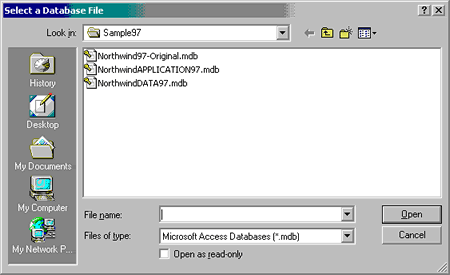 Select a Database File
Look in: Sample97
History
Desktop
My Documents
My Computer
My Network P...
Northwind97-Original.mdb
NorthwindAPPLICATION97.mdb
NorthwindDATA97.mdb
File name: Open
Files of type: Microsoft Access Databases (*.mdb) Cancel
Open as read-only